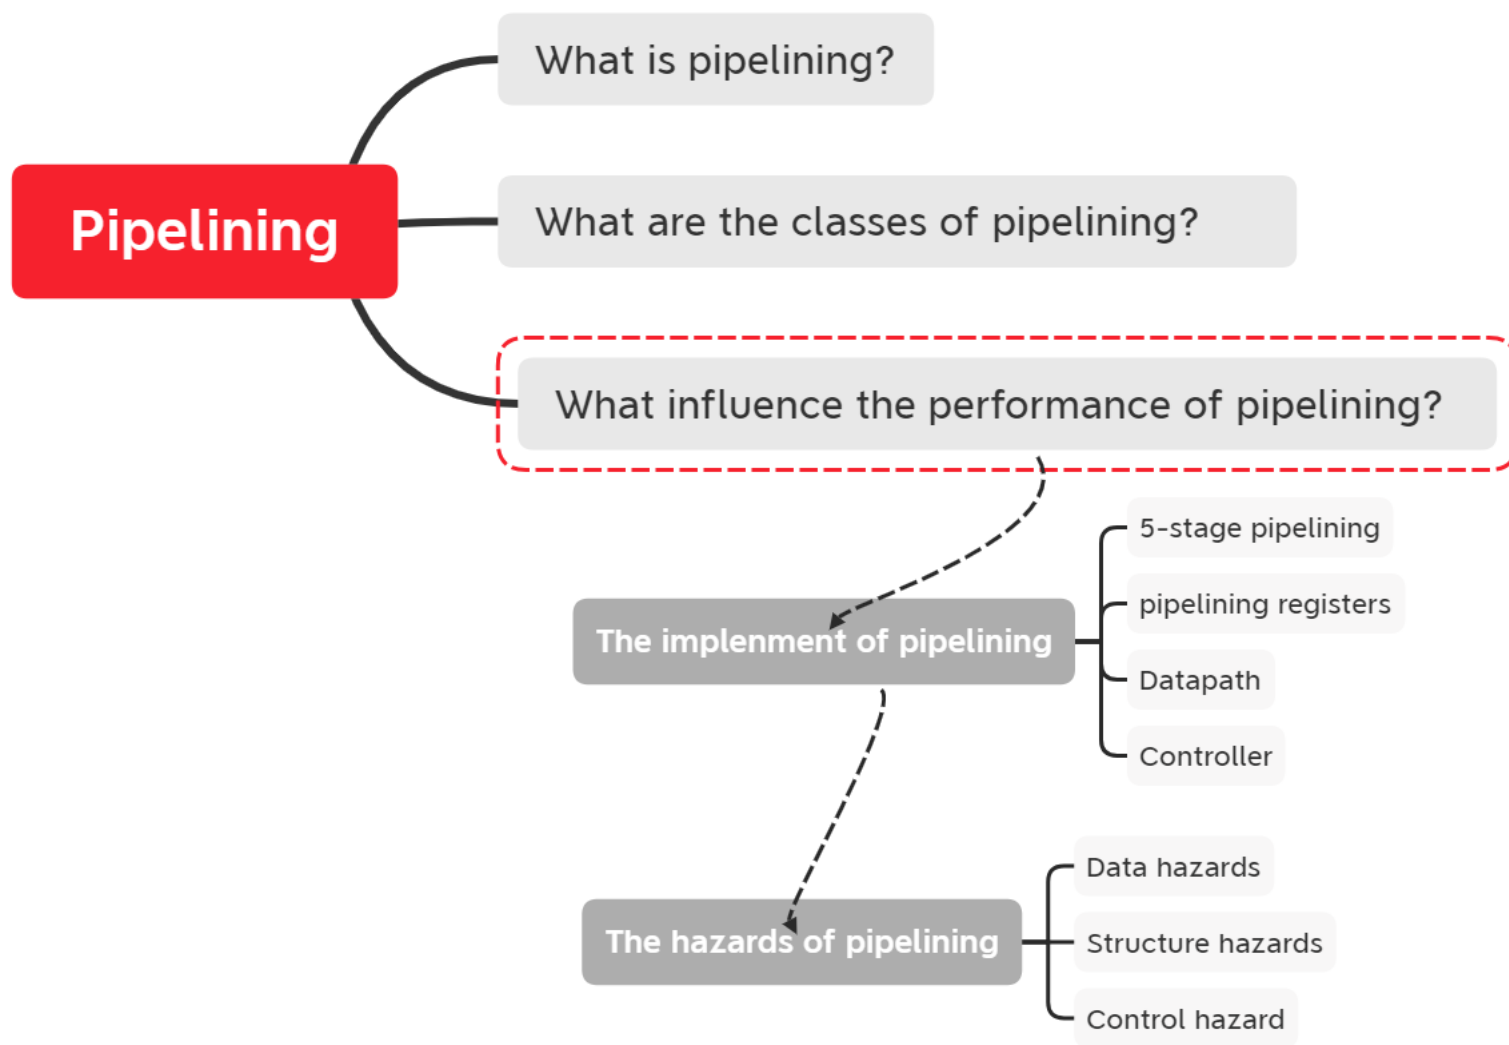 What is pipelining?
Pipelining
What are the classes of pipelining?
What influence the performance of pipelining?
5-stage pipelining
pipelining registers
The implenment of pipelining
Datapath
Controller
Data hazards
The hazards of pipelining
Structure hazards
Control hazard